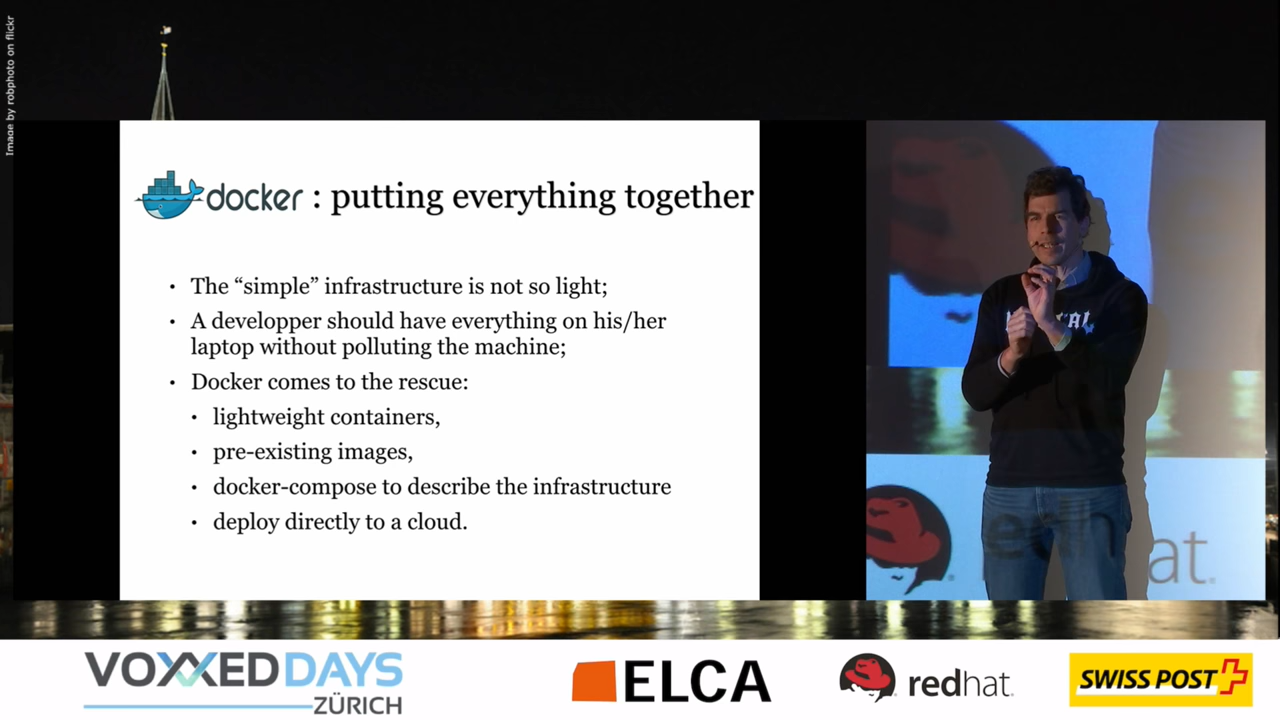 Image by robphoto on flickr
docker : putting everything together
• The “simple” infrastructure is not so light;
• A developper should have everything on his/her
laptop without polluting the machine;
• Docker comes to the rescue:
• lightweight containers,
• pre-existing images,
• docker-compose to describe the infrastructure
• deploy directly to a cloud.
redhat.
VOXXEDDAYS
ZÜRICH
ELCA
redhat.
SWISS POST